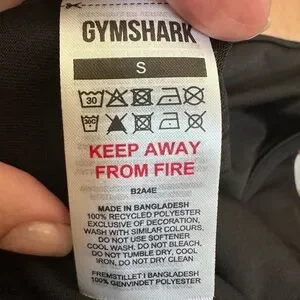 GYMSHARK
S
30
30C
KEEP AWAY
FROM FIRE
B2A4E
MADE IN BANGLADESH
100% RECYCLED POLYESTER
EXCLUSIVE OF DECORATION,
WASH WITH SIMILAR COLOURS,
DO NOT USE SOFTENER
COOL WASH; DO NOT BLEACH,
DO NOT TUMBLE DRY, COOL
IRON, DO NOT DRY CLEAN
FREMSTILLET I BANGLADESH
100% GENVINDET POLYESTER